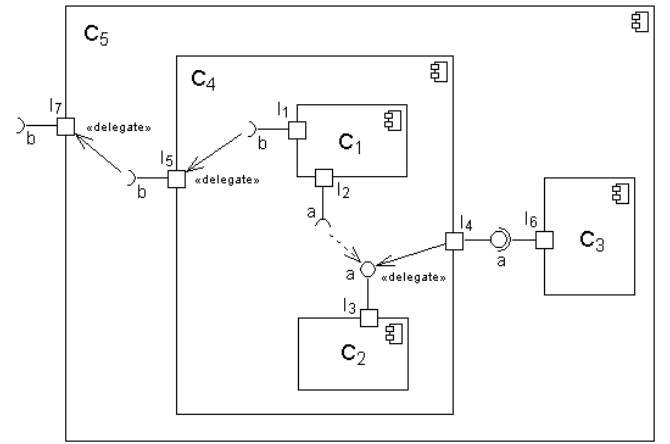 C5
C4
I7
«delegate»
b
I1
b
C1
I5
«delegate»
b
I2
a
I4
I6
a
C3
a
«delegate»
I3
C2